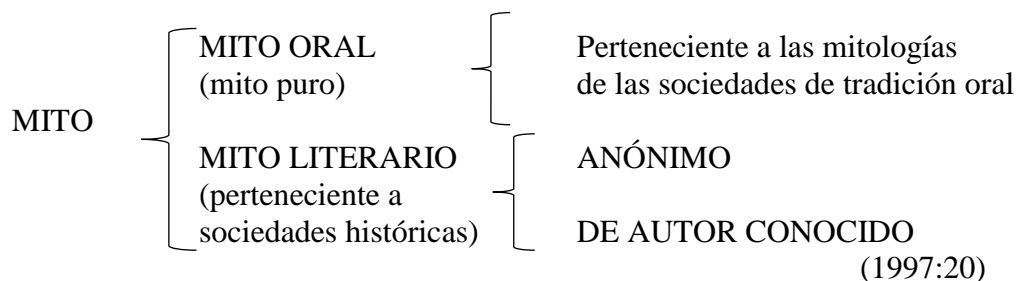 MITO
MITO ORAL
(mito puro)
Perteneciente a las mitologías
de las sociedades de tradición oral
MITO LITERARIO
(perteneciente a
sociedades históricas)
ANÓNIMO
DE AUTOR CONOCIDO
(1997:20)